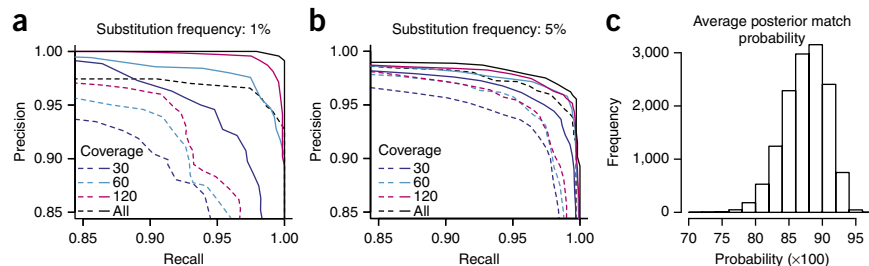 a
Substitution frequency: 1%
1.00
0.95
0.90
0.85
Precision
Coverage
30
60
120
All
0.85
0.90
0.95
1.00
Recall
b
Substitution frequency: 5%
1.00
0.95
0.90
0.85
Precision
Coverage
30
60
120
All
0.85
0.90
0.95
1.00
Recall
c
Average posterior match
probability
3,000
2,000
1,000
0
Frequency
70
75
80
85
90
95
Probability (×100)